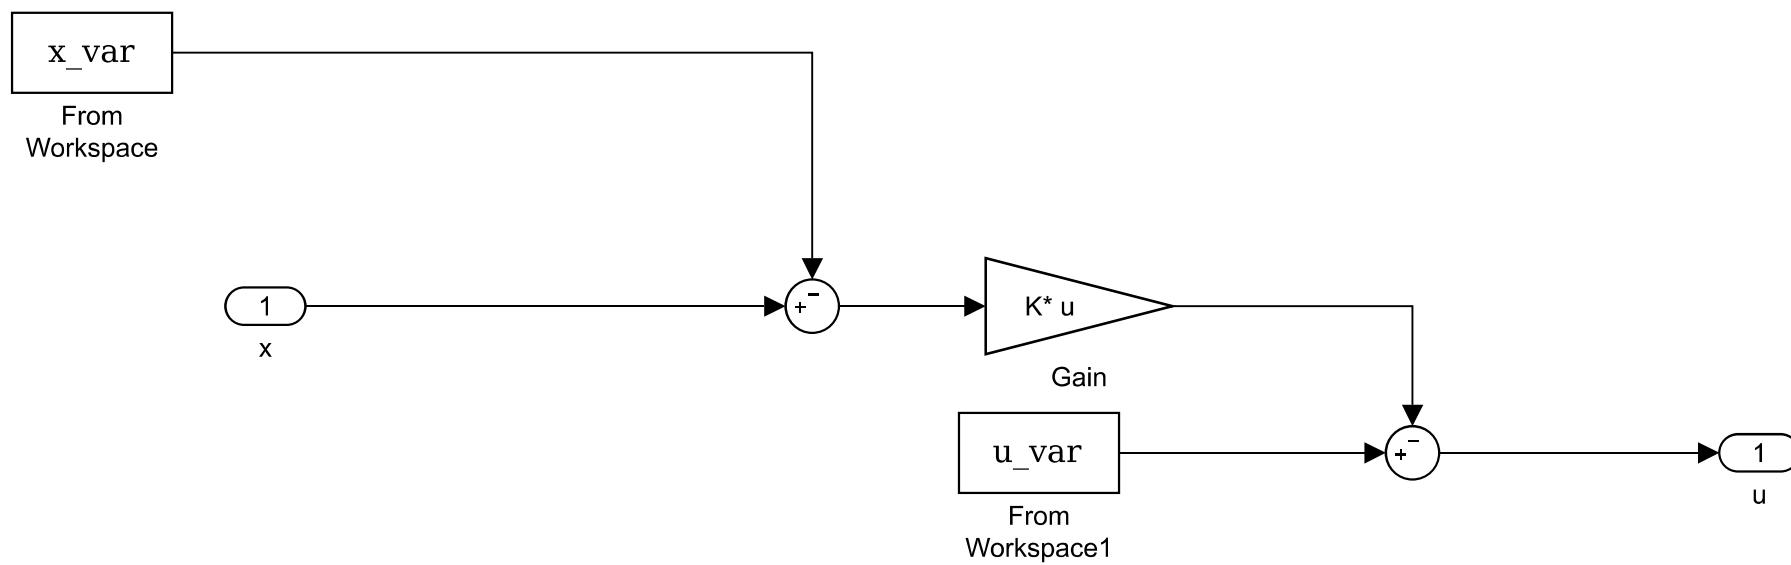 x_var
From
Workspace
1
x
+
−
K* u
Gain
u_var
From
Workspace1
+
−
1
u